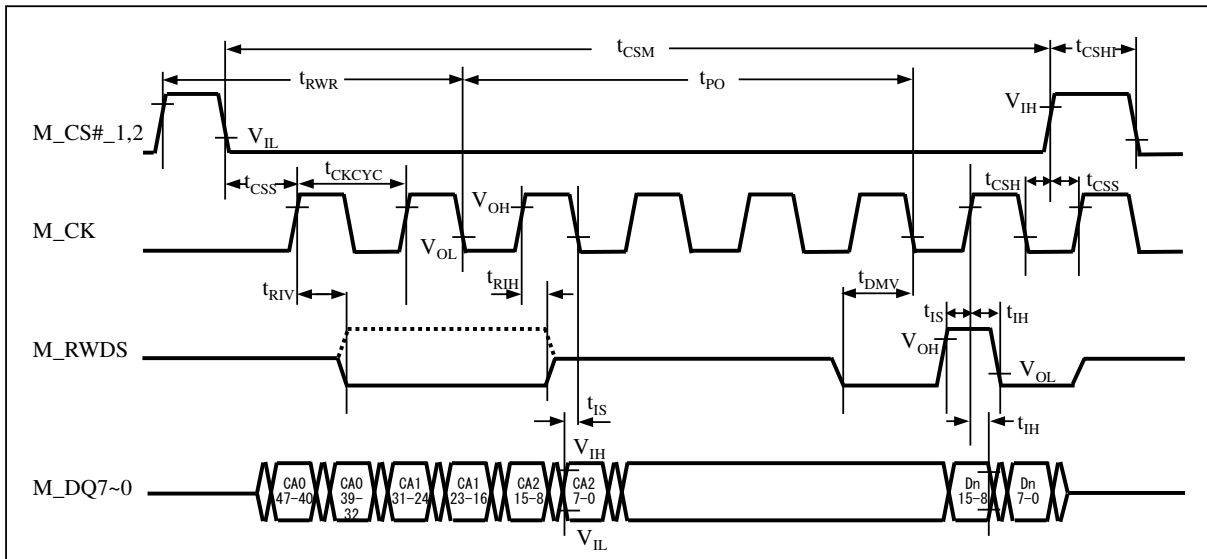 tCSM
tCSHI
tRWR
tPO
M_CS#_1,2
VIL
VIH
tCSS
tCKCYC
tCSH
tCSS
VOH
M_CK
VOL
tRIV
tRIH
tDMV
tIS
tIH
M_RWDS
VOH
VOL
tIS
tIH
VIH
M_DQ7~0
CA0 47-40
CA0 39-32
CA1 31-24
CA1 23-16
CA2 15-8
CA2 7-0
Dn 15-8
Dn 7-0
VIL